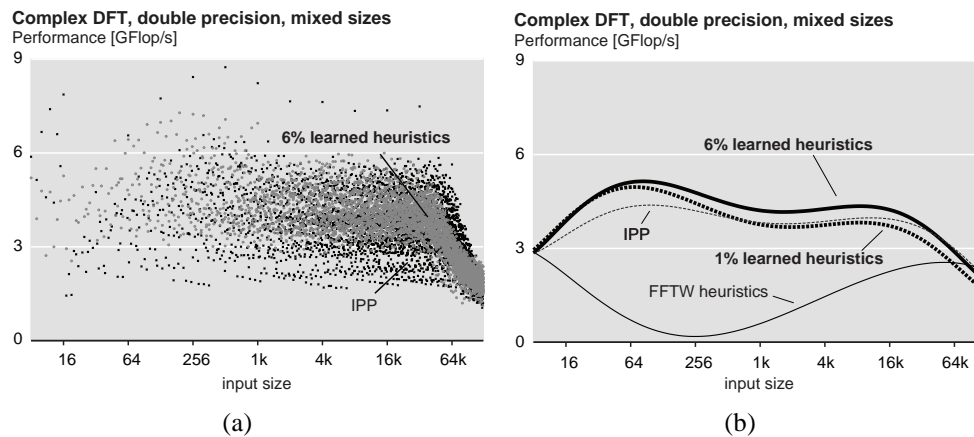 Complex DFT, double precision, mixed sizes
Performance [GFlop/s]
9
6% learned heuristics
6
3
IPP
0
16 64 256 1k 4k 16k 64k
input size
(a)
Complex DFT, double precision, mixed sizes
Performance [GFlop/s]
9
6% learned heuristics
6
IPP
3
1% learned heuristics
FFTW heuristics
0
16 64 256 1k 4k 16k 64k
input size
(b)